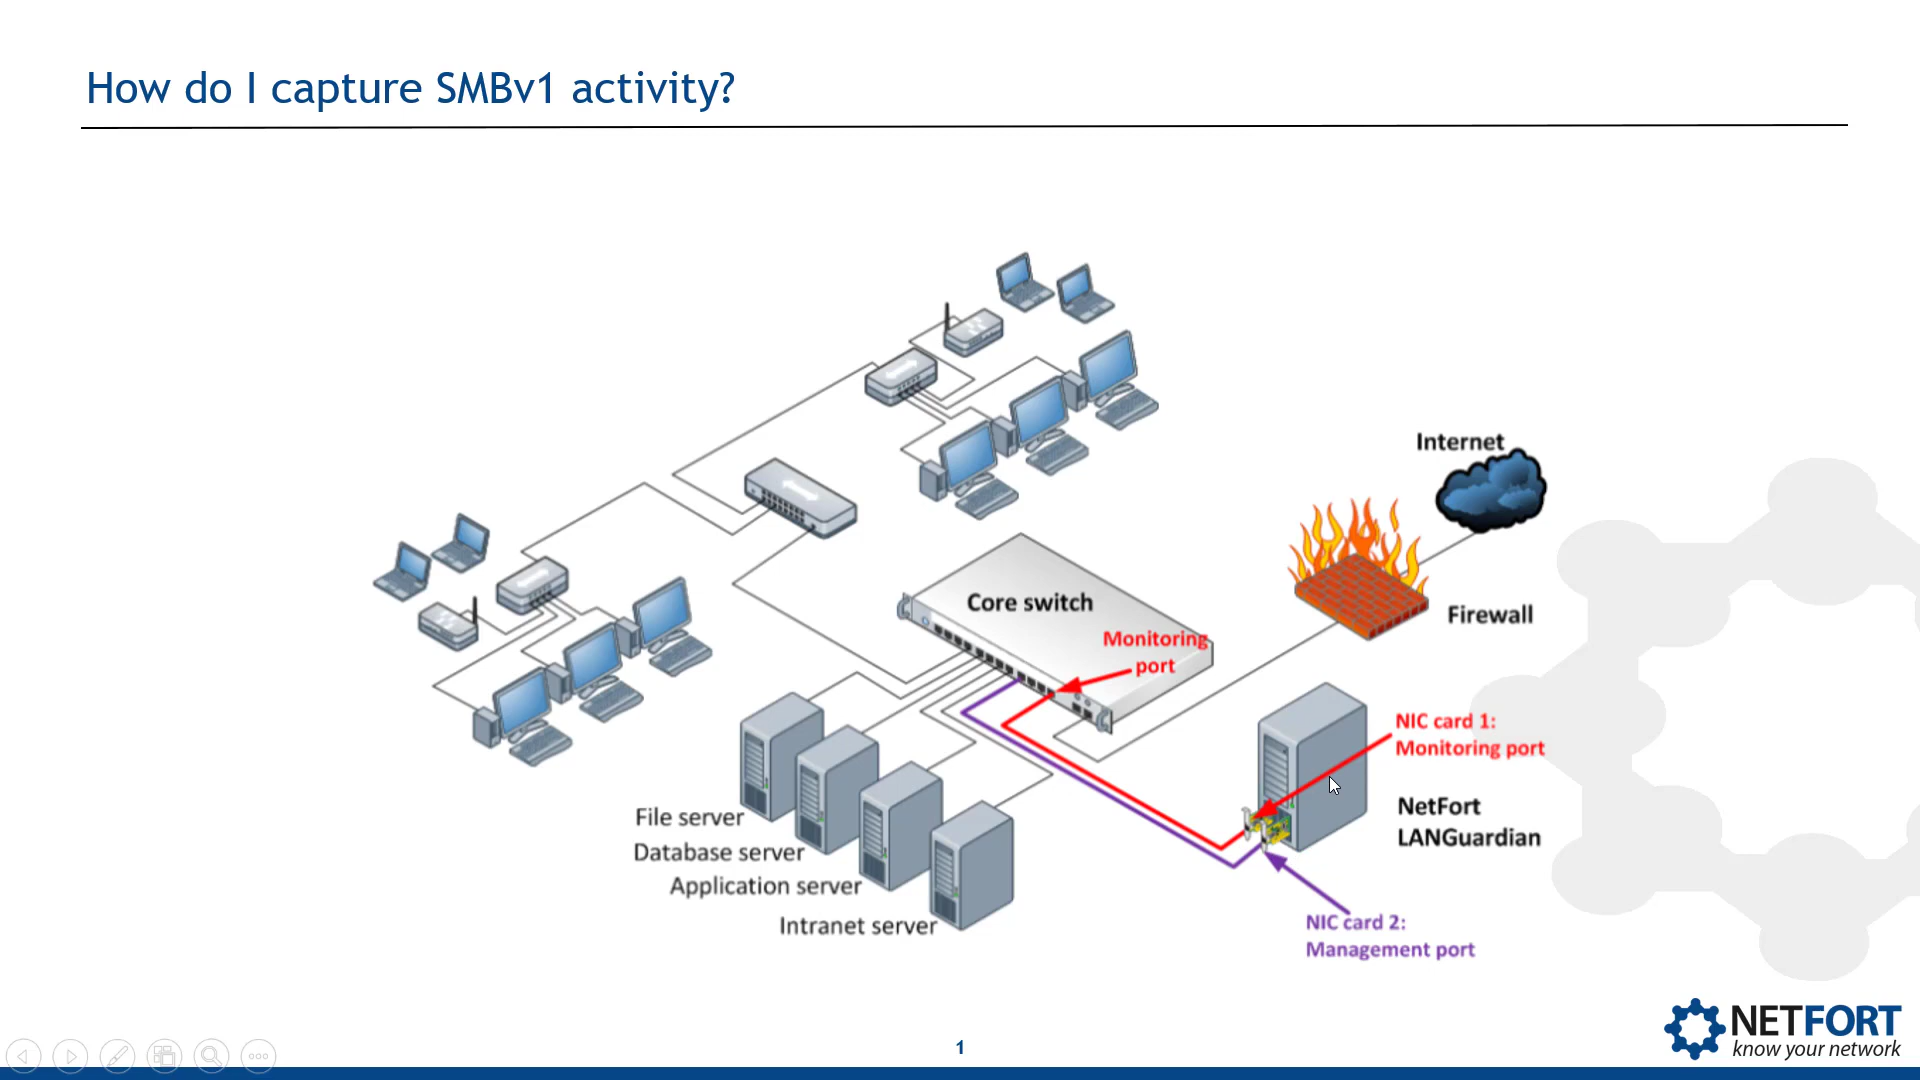 How do I capture SMBv1 activity?
Internet
Core switch
Firewall
Monitoring
port
NIC card 1:
Monitoring port
NetFort
LANGuardian
File server
Database server
Application server
Intranet server
NIC card 2:
Management port
NETFORT
know your network
1